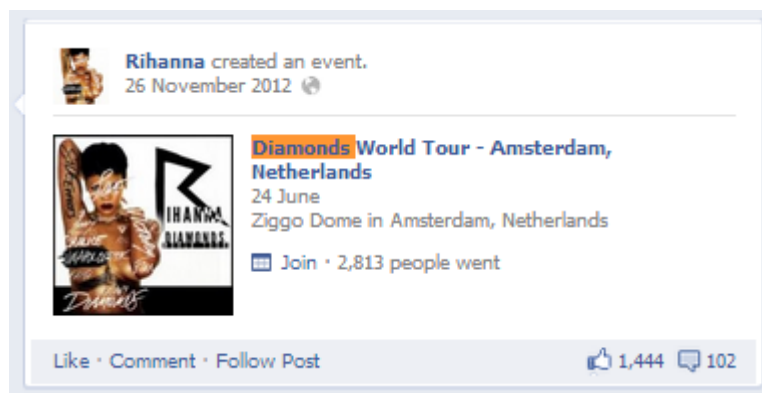 Rihanna created an event.
26 November 2012
Diamonds World Tour - Amsterdam,
Netherlands
24 June
Ziggo Dome in Amsterdam, Netherlands
Join · 2,813 people went
RIHANNA
DIAMONDS.
DIAMONDS
Like · Comment · Follow Post
1,444
102